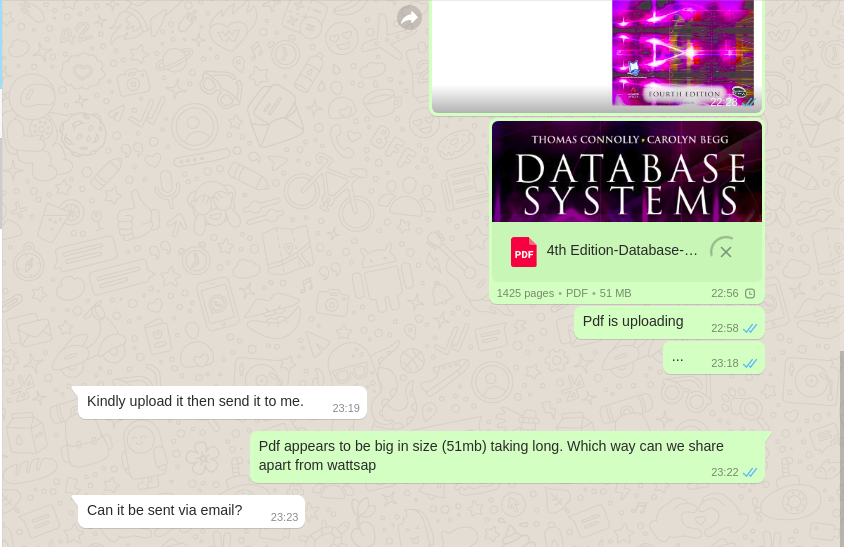 FOURTH EDITION
22:28
THOMAS CONNOLLY • CAROLYN BEGG
DATABASE
SYSTEMS
PDF
4th Edition-Database-...
1425 pages • PDF • 51 MB
22:56
Pdf is uploading
22:58
...
23:18
Kindly upload it then send it to me.
23:19
Pdf appears to be big in size (51mb) taking long. Which way can we share
apart from wattsap
23:22
Can it be sent via email?
23:23